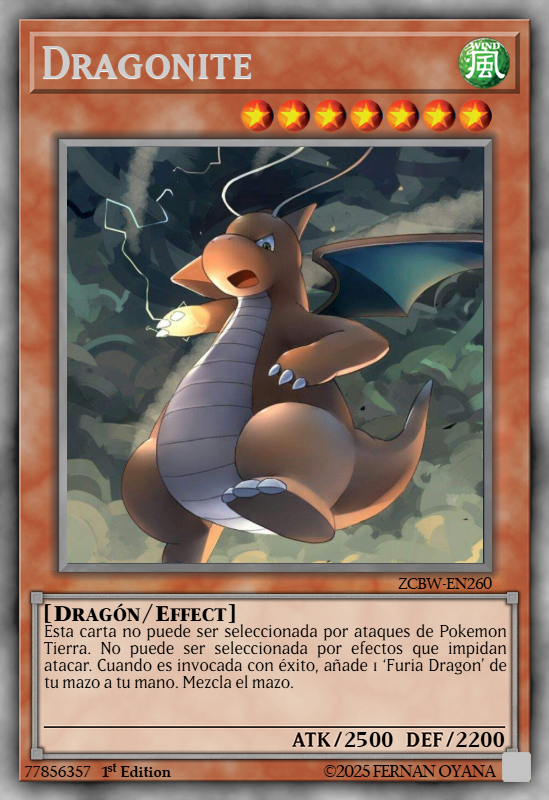 DRAGONITE
WIND
風
ZCBW-EN260
[DRAGÓN/EFFECT]
Esta carta no puede ser seleccionada por ataques de Pokemon
Tierra. No puede ser seleccionada por efectos que impidan
atacar. Cuando es invocada con éxito, añade 1 ‘Furia Dragon’ de
tu mazo a tu mano. Mezcla el mazo.
ATK/2500 DEF/2200
77856357 1st Edition ©2025 FERNAN OYANA